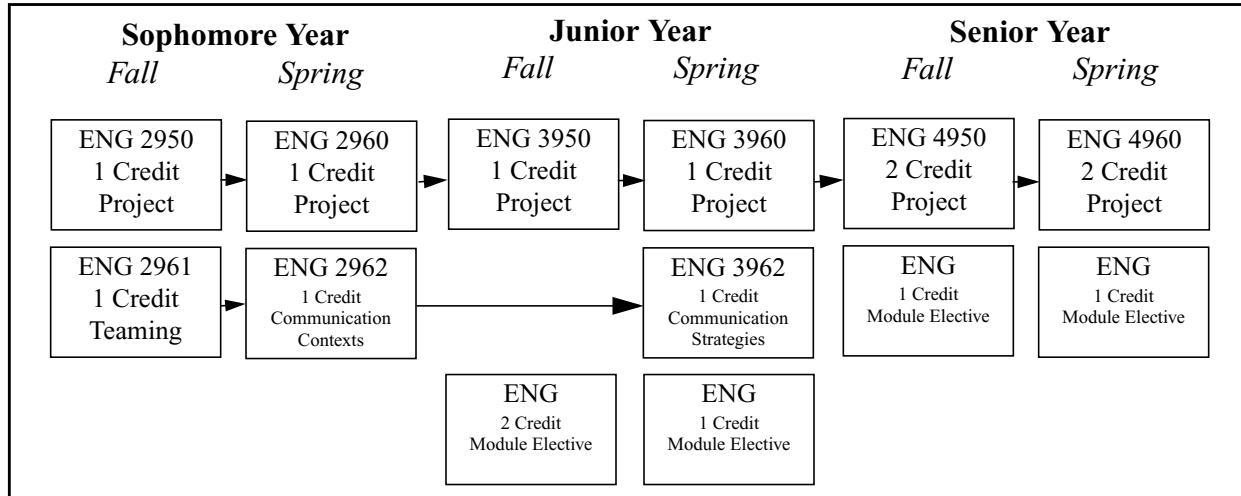 Sophomore Year
Junior Year
Senior Year
Fall
Spring
Fall
Spring
Fall
Spring
ENG 2950
1 Credit
Project
ENG 2960
1 Credit
Project
ENG 3950
1 Credit
Project
ENG 3960
1 Credit
Project
ENG 4950
2 Credit
Project
ENG 4960
2 Credit
Project
ENG 2961
1 Credit
Teaming
ENG 2962
1 Credit
Communication
Contexts
ENG 3962
1 Credit
Communication
Strategies
ENG
1 Credit
Module Elective
ENG
1 Credit
Module Elective
ENG
2 Credit
Module Elective
ENG
1 Credit
Module Elective